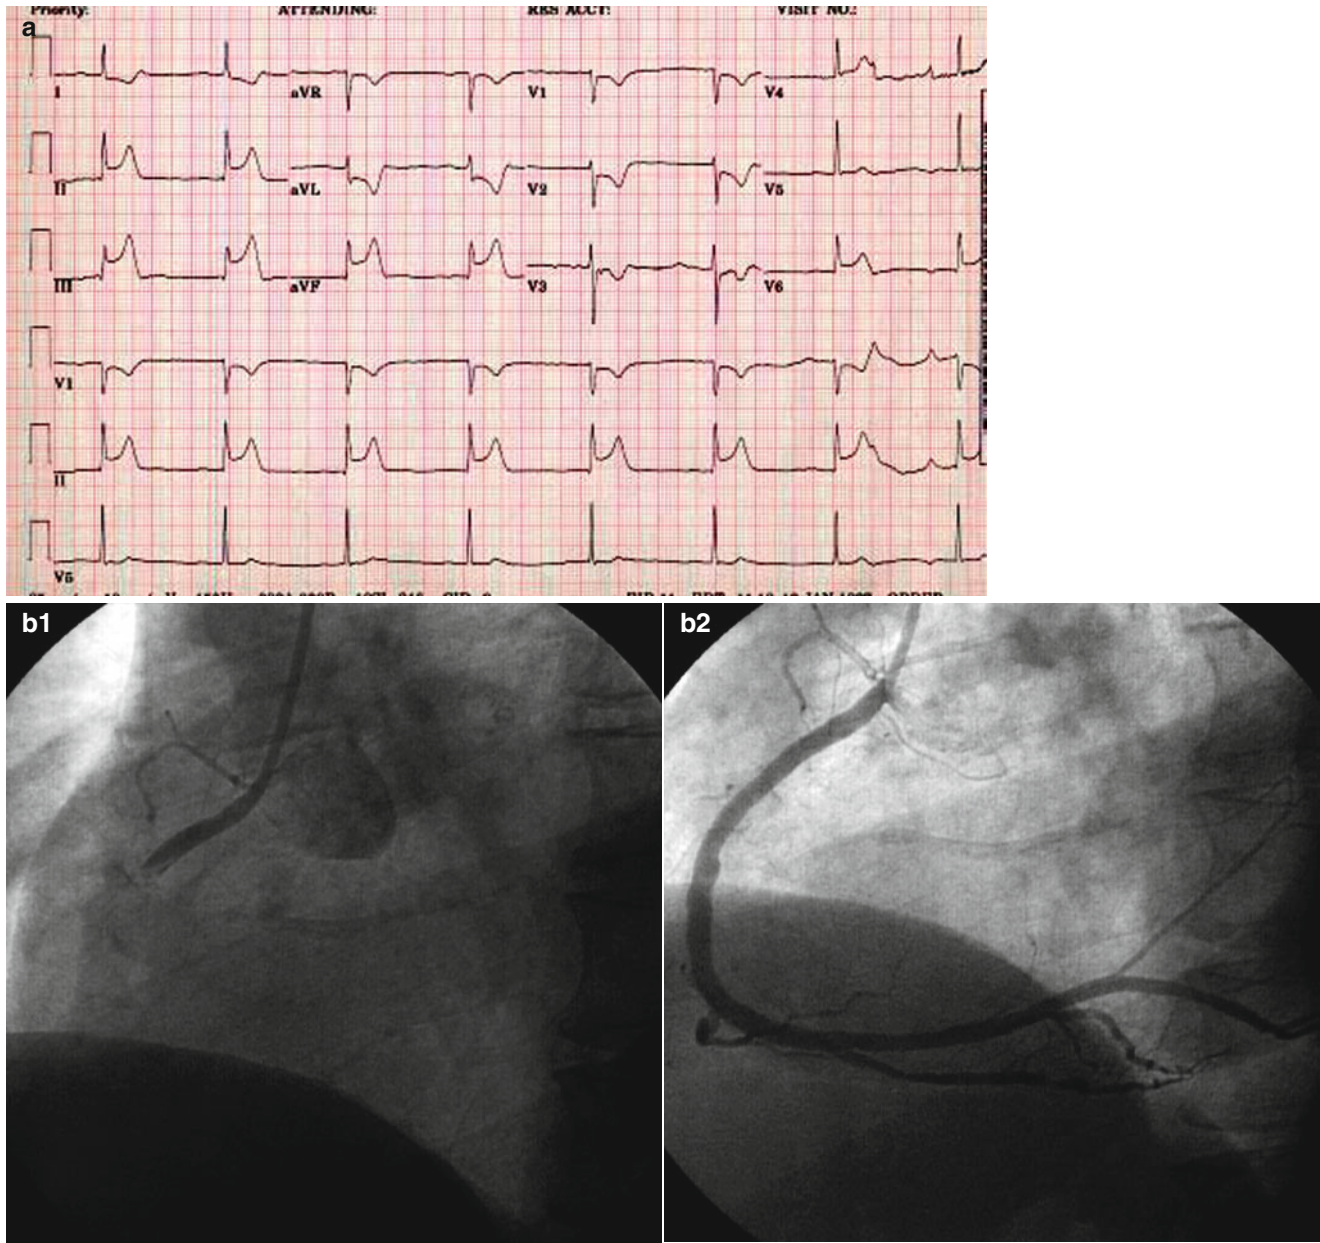 a
Priority: ATTENDING: RES ACCT: VISIT NO.:
I aVR V1 V4
II aVL V2 V5
III aVF V3 V6
V1
II
V5
b1 b2